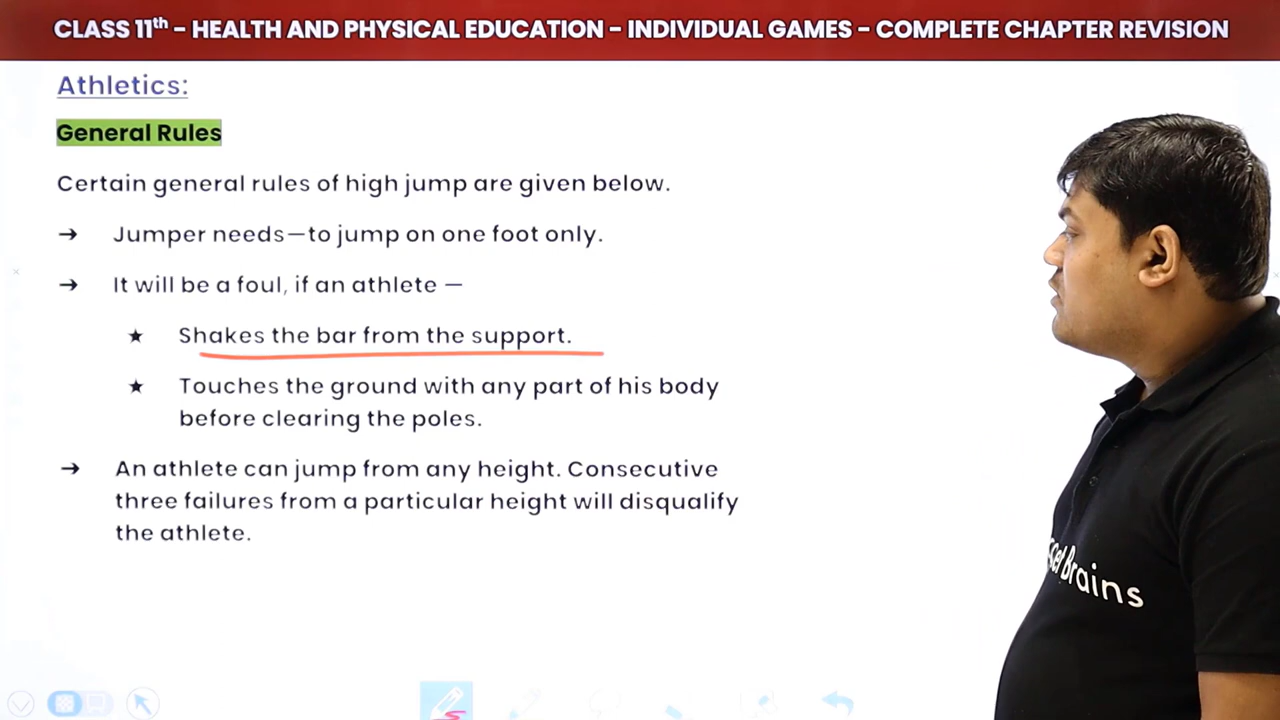 CLASS 11th – HEALTH AND PHYSICAL EDUCATION – INDIVIDUAL GAMES – COMPLETE CHAPTER REVISION
Athletics:
General Rules
Certain general rules of high jump are given below.
➔ Jumper needs—to jump on one foot only.
➔ It will be a foul, if an athlete —
★ Shakes the bar from the support.
★ Touches the ground with any part of his body
before clearing the poles.
➔ An athlete can jump from any height. Consecutive
three failures from a particular height will disqualify
the athlete.
Brains